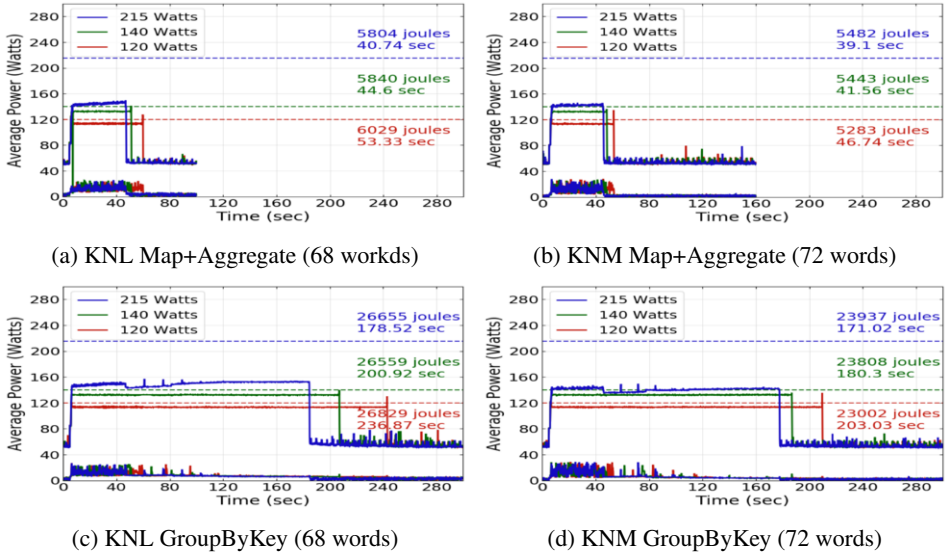 280
240
200
160
120
80
40
0
Average Power (Watts)
215 Watts
140 Watts
120 Watts
5804 joules
40.74 sec
5840 joules
44.6 sec
6029 joules
53.33 sec
0 40 80 120 160 200 240 280
Time (sec)
(a) KNL Map+Aggregate (68 workds)
280
240
200
160
120
80
40
0
Average Power (Watts)
215 Watts
140 Watts
120 Watts
5482 joules
39.1 sec
5443 joules
41.56 sec
5283 joules
46.74 sec
0 40 80 120 160 200 240 280
Time (sec)
(b) KNM Map+Aggregate (72 words)
280
240
200
160
120
80
40
0
Average Power (Watts)
215 Watts
140 Watts
120 Watts
26655 joules
178.52 sec
26559 joules
200.92 sec
26829 joules
236.87 sec
0 40 80 120 160 200 240 280
Time (sec)
(c) KNL GroupByKey (68 words)
280
240
200
160
120
80
40
0
Average Power (Watts)
215 Watts
140 Watts
120 Watts
23937 joules
171.02 sec
23808 joules
180.3 sec
23002 joules
203.03 sec
0 40 80 120 160 200 240 280
Time (sec)
(d) KNM GroupByKey (72 words)